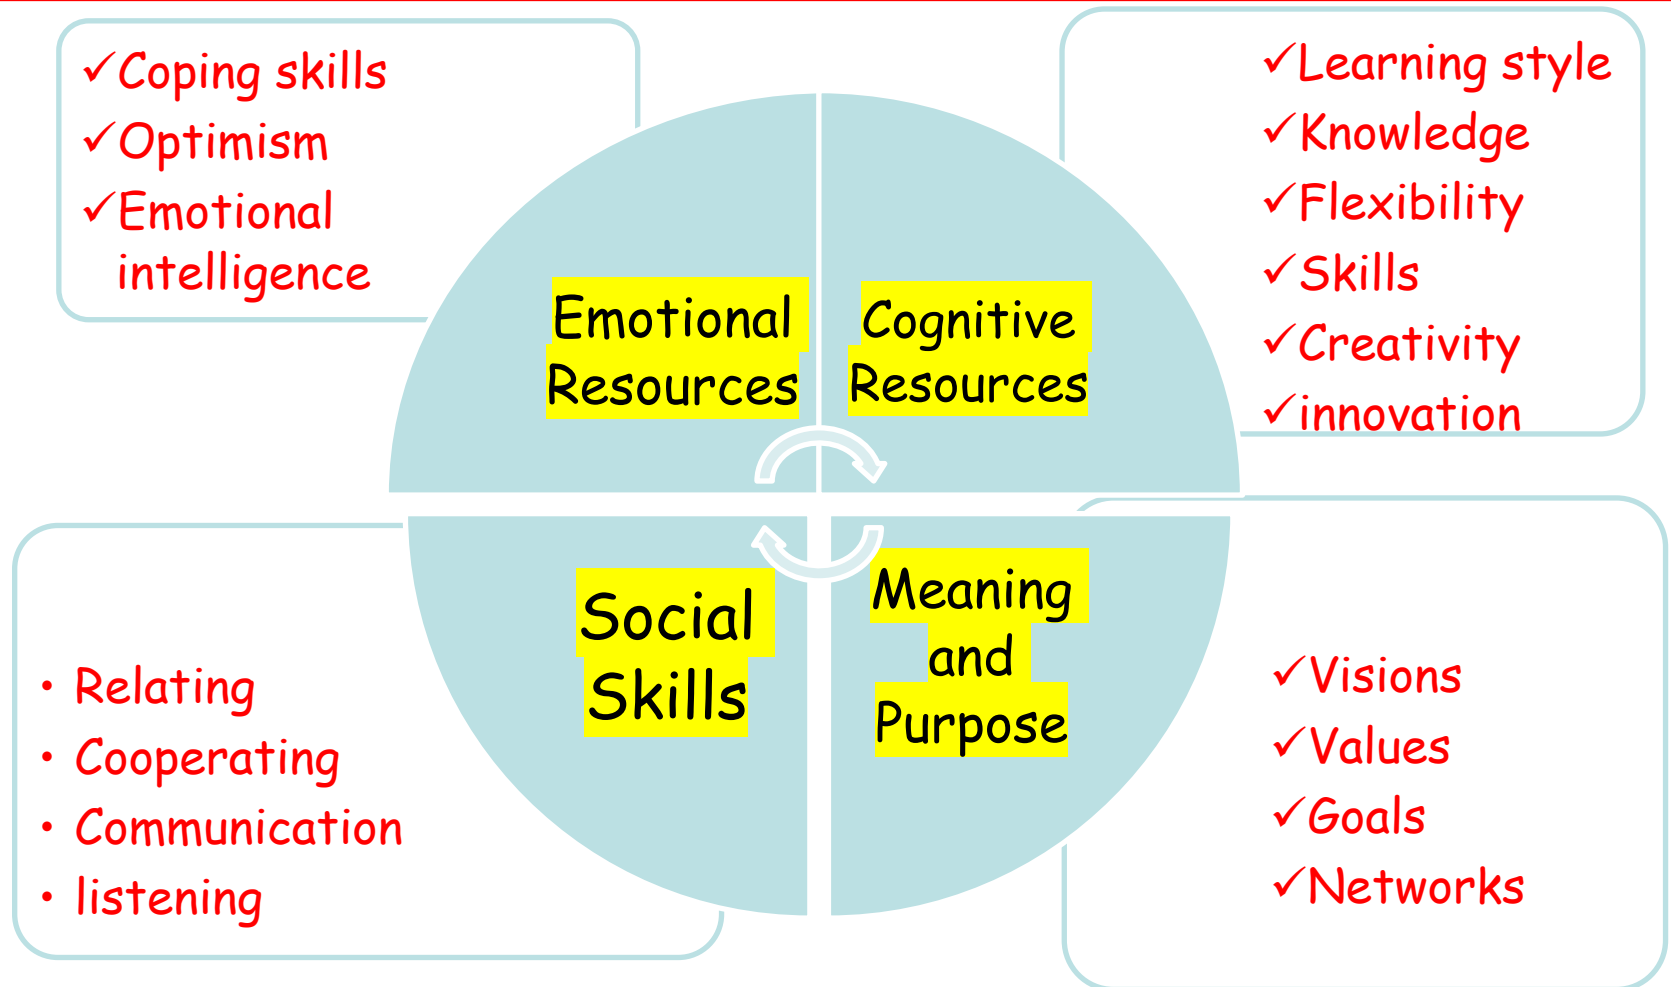 ✓Coping skills
✓Optimism
✓Emotional
intelligence
✓Learning style
✓Knowledge
✓Flexibility
✓Skills
✓Creativity
✓innovation
Emotional
Resources
Cognitive
Resources
Social
Skills
Meaning
and
Purpose
• Relating
• Cooperating
• Communication
• listening
✓Visions
✓Values
✓Goals
✓Networks